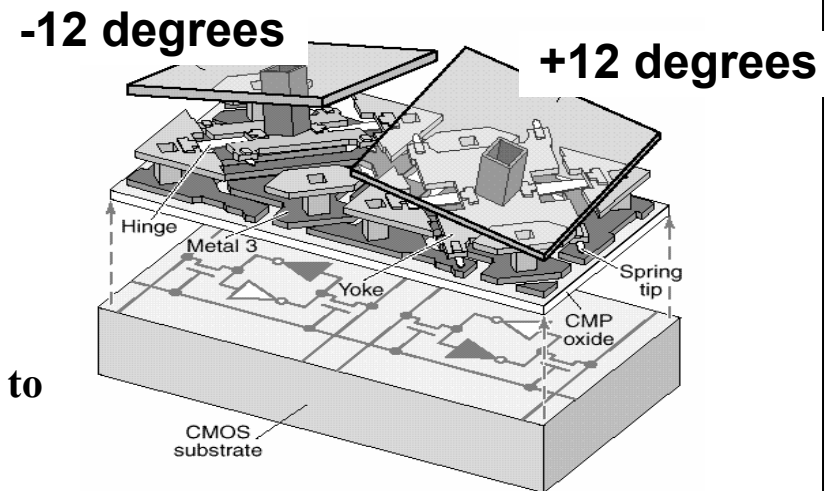 -12 degrees
+12 degrees
Hinge
Metal 3
Yoke
Spring
tip
CMP
oxide
to
CMOS
substrate